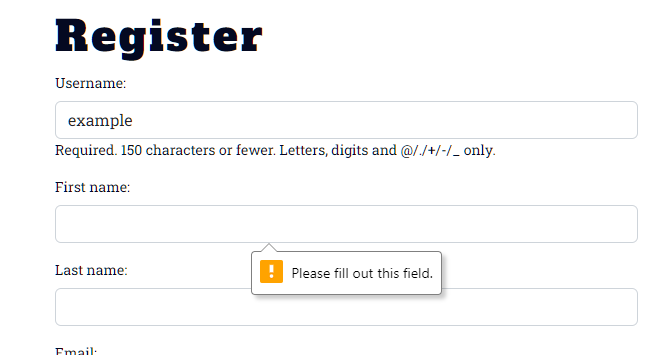 Register
Username:
example
Required. 150 characters or fewer. Letters, digits and @/./+/-/_ only.
First name:
Please fill out this field.
Last name:
Email: